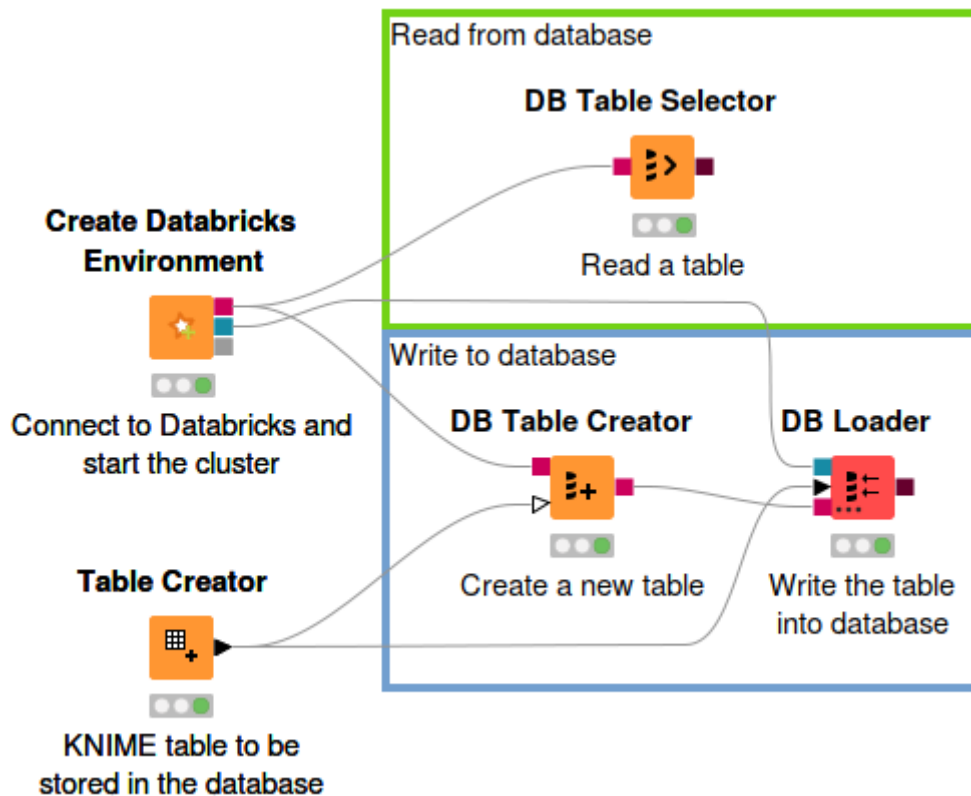 Read from database
DB Table Selector
Read a table
Create Databricks
Environment
Connect to Databricks and
start the cluster
Write to database
DB Table Creator
Create a new table
DB Loader
Write the table
into database
Table Creator
KNIME table to be
stored in the database